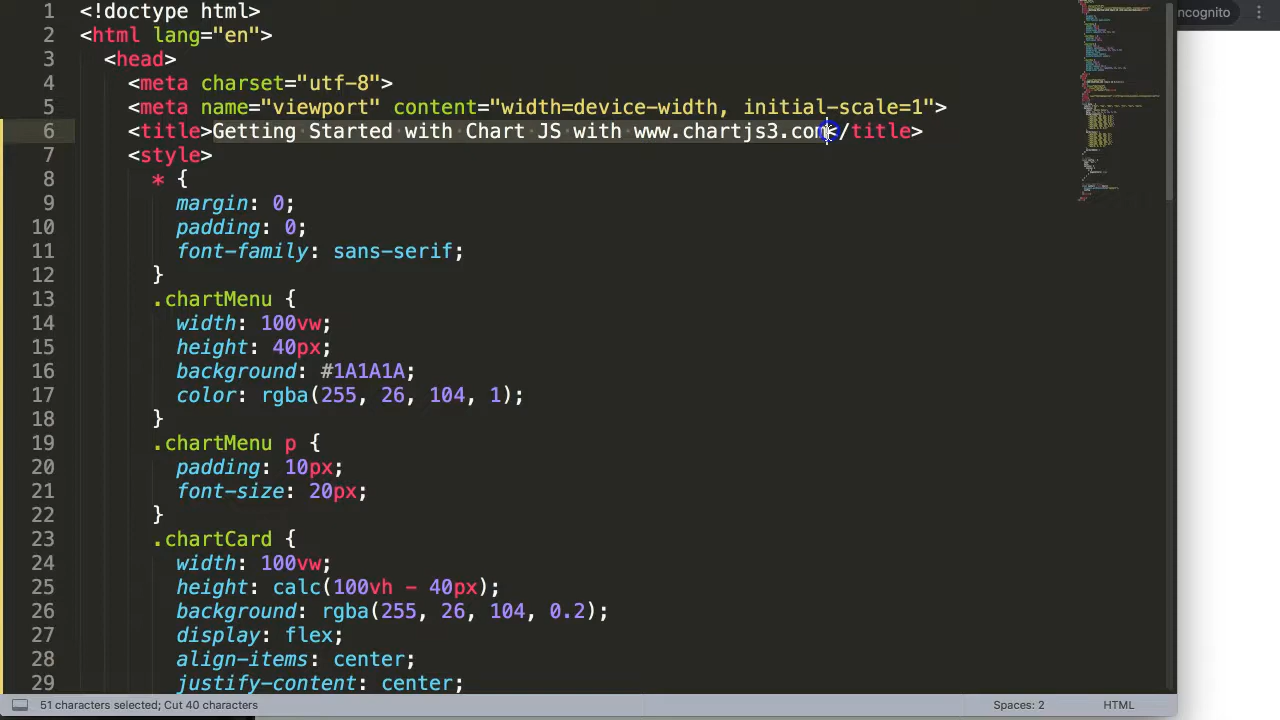 1 <!doctype html>
ncognito
2 <html lang="en">
3 <head>
4 <meta charset="utf-8">
5 <meta name="viewport" content="width=device-width, initial-scale=1">
6 <title>Getting Started with Chart JS with www.chartjs3.com</title>
7 <style>
8 * {
9 margin: 0;
10 padding: 0;
11 font-family: sans-serif;
12 }
13 .chartMenu {
14 width: 100vw;
15 height: 40px;
16 background: #1A1A1A;
17 color: rgba(255, 26, 104, 1);
18 }
19 .chartMenu p {
20 padding: 10px;
21 font-size: 20px;
22 }
23 .chartCard {
24 width: 100vw;
25 height: calc(100vh - 40px);
26 background: rgba(255, 26, 104, 0.2);
27 display: flex;
28 align-items: center;
29 justify-content: center;
51 characters selected; Cut 40 characters
Spaces: 2
HTML